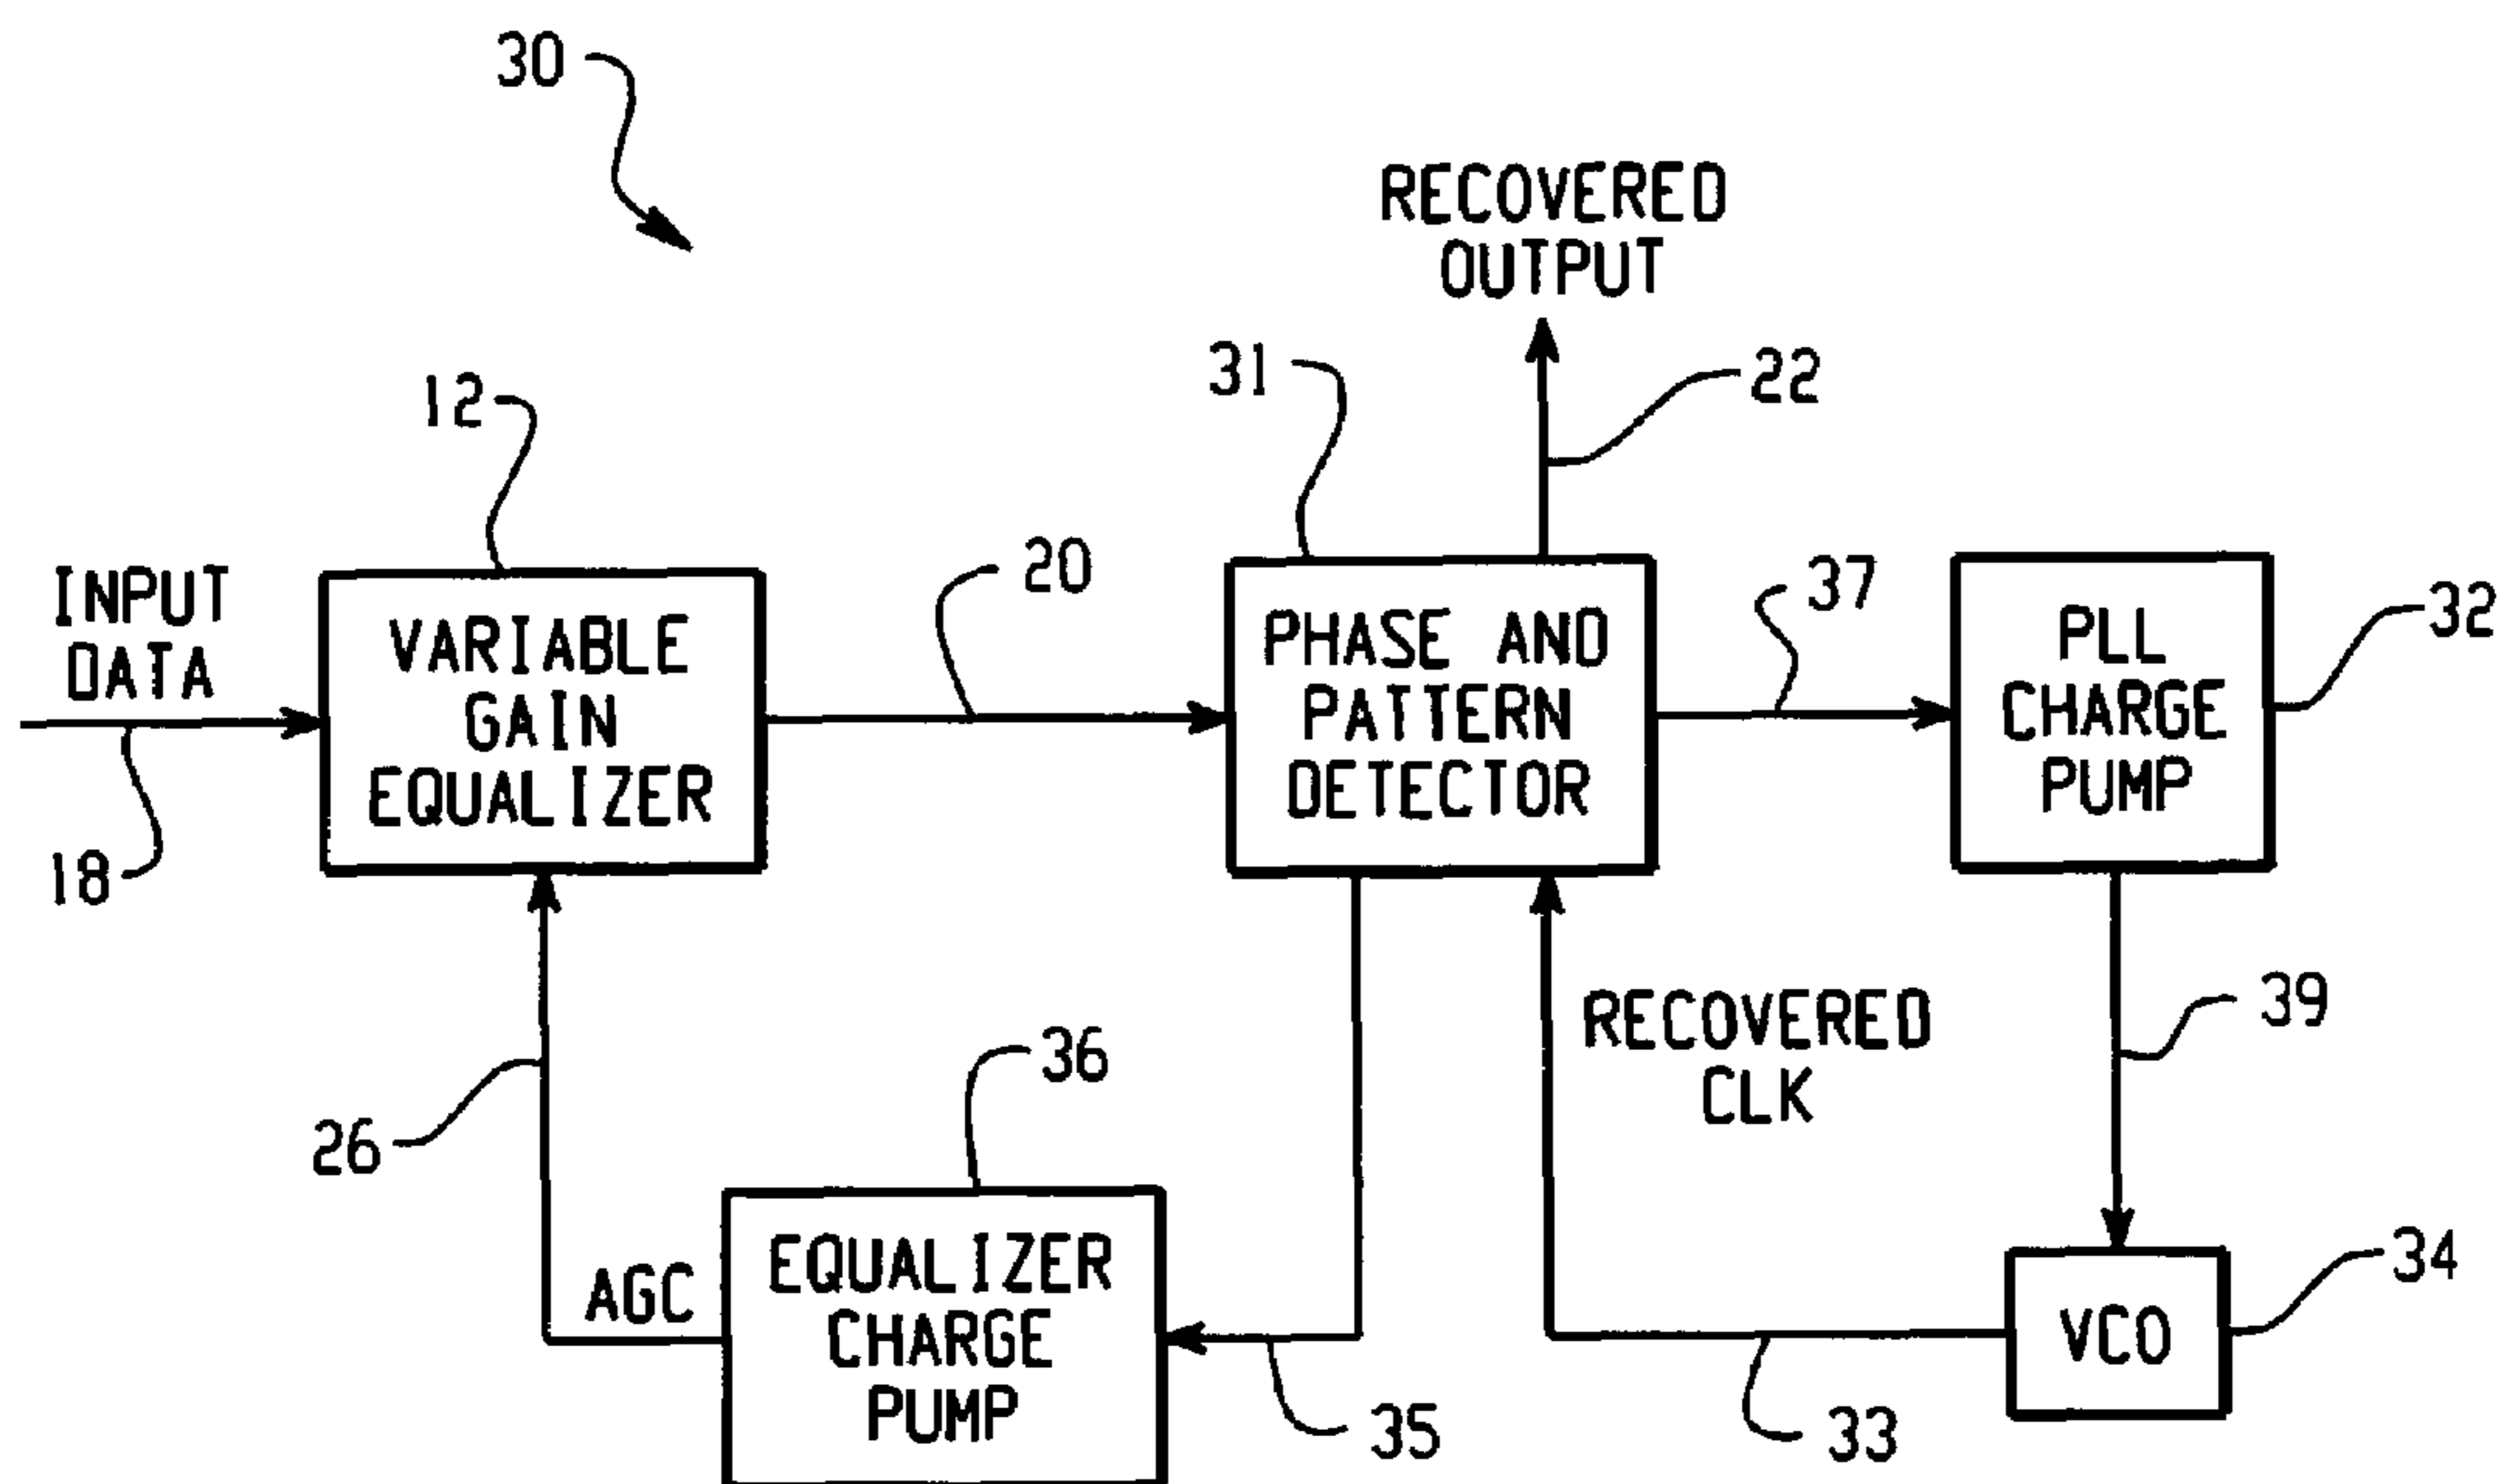 30
RECOVERED
OUTPUT
31
22
12
20
37
32
INPUT
DATA
18
VARIABLE
GAIN
EQUALIZER
PHASE AND
PATTERN
DETECTOR
PLL
CHARGE
PUMP
39
RECOVERED
CLK
36
26
AGC
EQUALIZER
CHARGE
PUMP
35
33
VCO
34